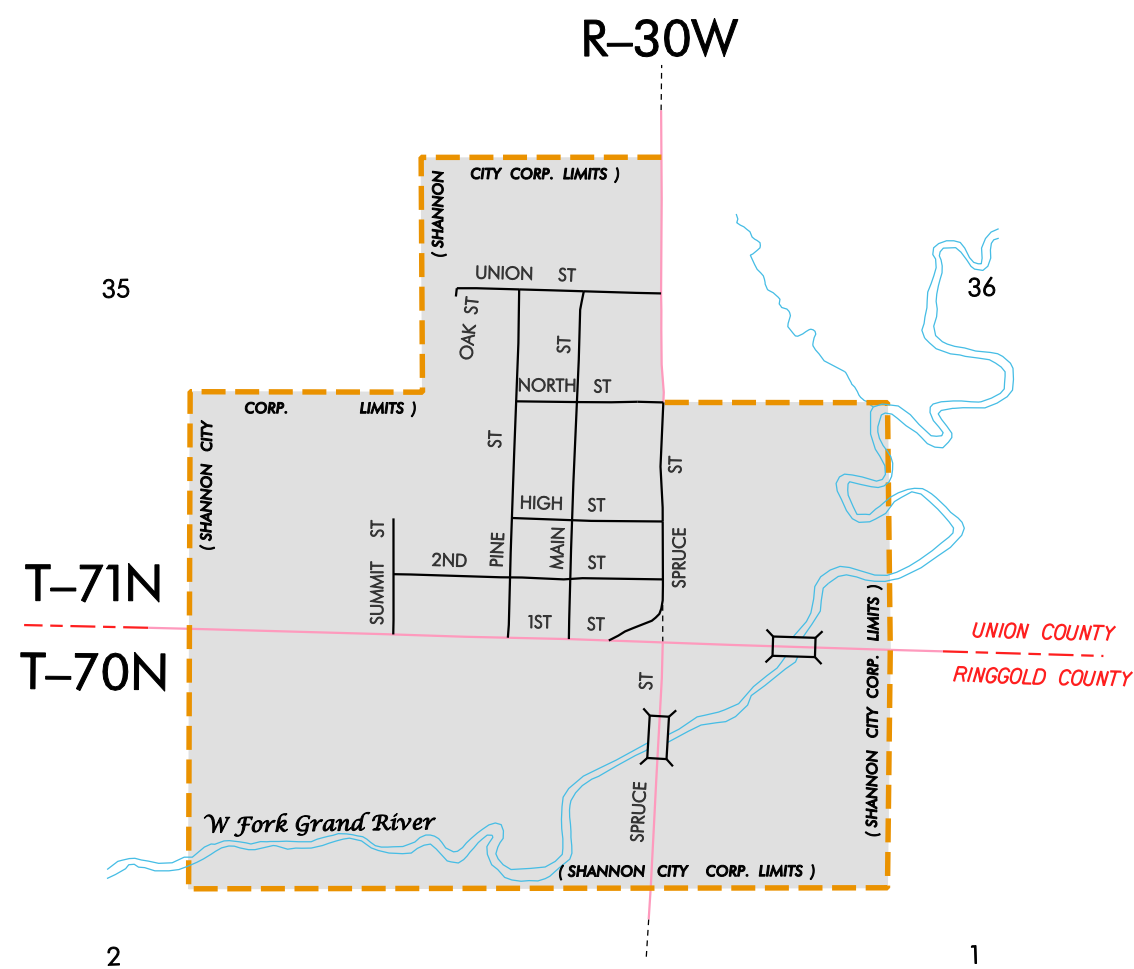 R–30W
CITY CORP. LIMITS )
( SHANNON
UNION ST
35
36
OAK ST
ST
NORTH ST
CORP. LIMITS )
( SHANNON CITY
ST
ST
HIGH ST
SUMMIT ST
2ND ST
PINE
MAIN
SPRUCE
T–71N
1ST ST
( SHANNON CITY CORP. LIMITS )
UNION COUNTY
T–70N
RINGGOLD COUNTY
SPRUCE ST
W Fork Grand River
( SHANNON CITY CORP. LIMITS )
2
1